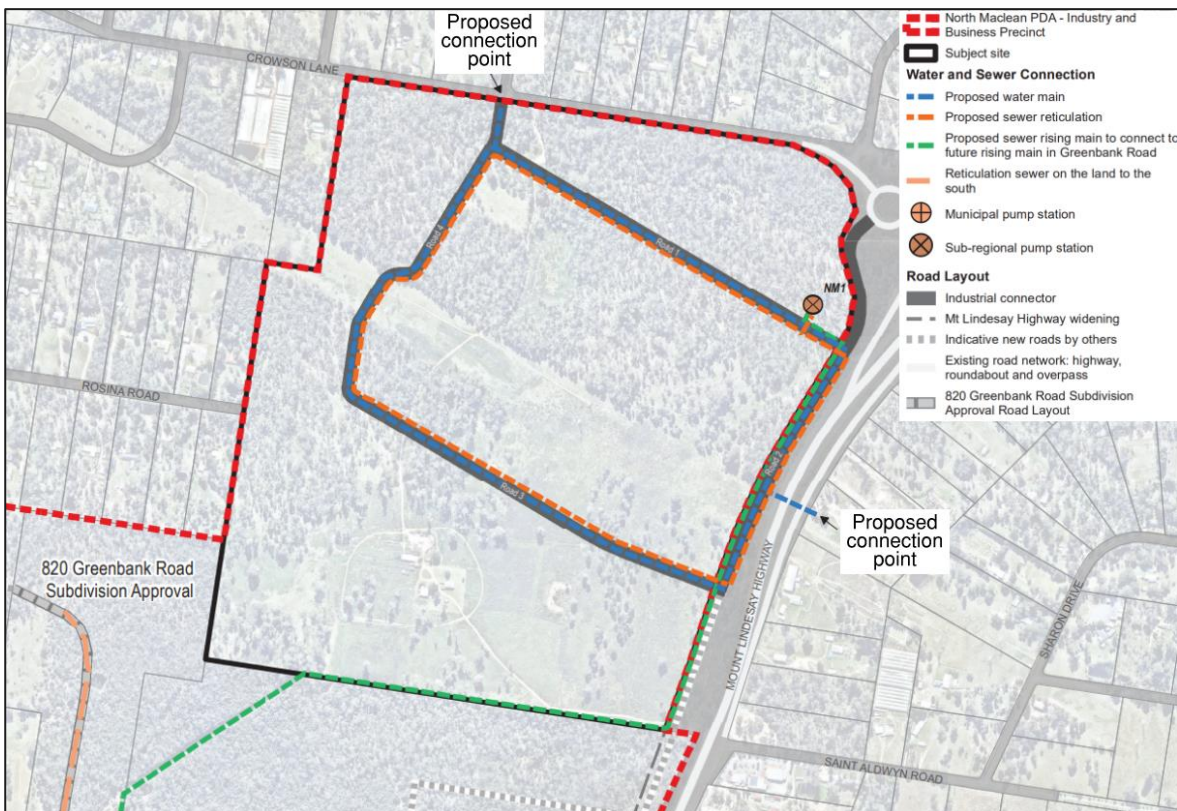 Proposed
connection
point
CROWSON LANE
Road 1
Road 4
NM1
ROSINA ROAD
Road 3
Road 2
Proposed
connection
point
820 Greenbank Road
Subdivision Approval
MOUNT LINDESAY HIGHWAY
SHARON DRIVE
SAINT ALDWYN ROAD
North Maclean PDA - Industry and
Business Precinct
Subject site
Water and Sewer Connection
Proposed water main
Proposed sewer reticulation
Proposed sewer rising main to connect to
future rising main in Greenbank Road
Reticulation sewer on the land to the
south
Municipal pump station
Sub-regional pump station
Road Layout
Industrial connector
Mt Lindesay Highway widening
Indicative new roads by others
Existing road network: highway,
roundabout and overpass
820 Greenbank Road Subdivision
Approval Road Layout